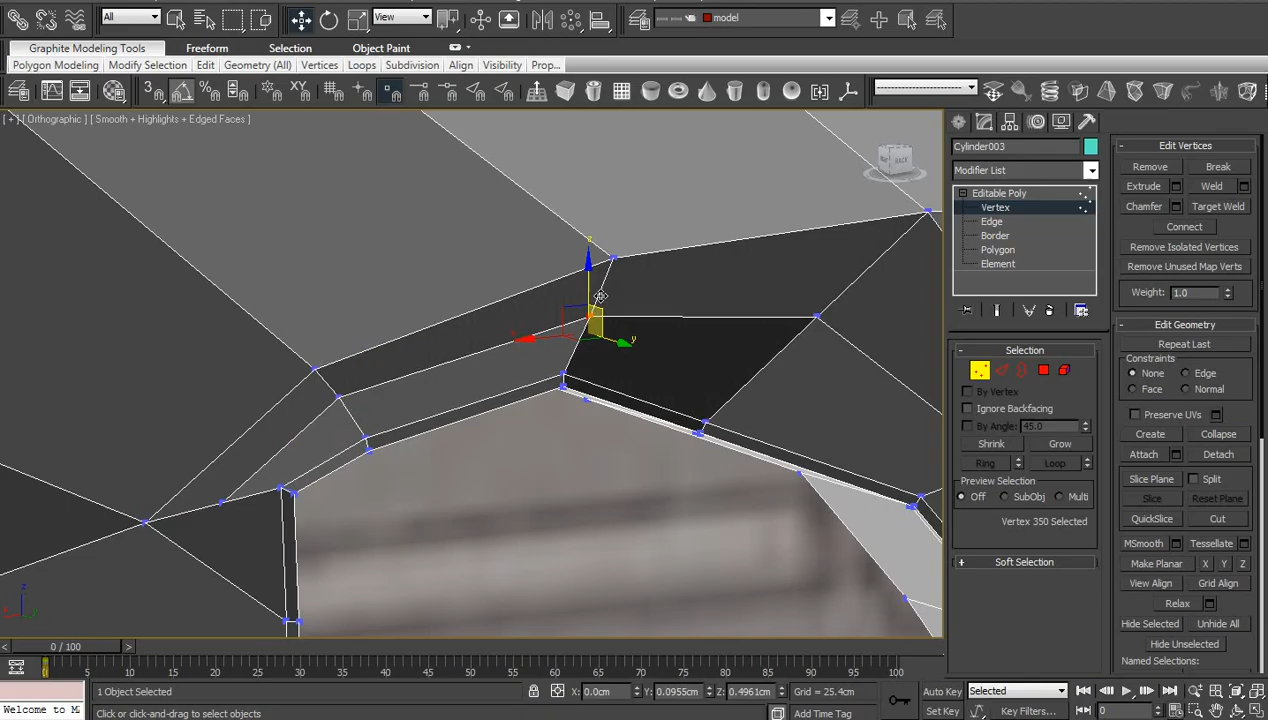 All
View
model
Graphite Modeling Tools
Freeform
Selection
Object Paint
Polygon Modeling
Modify Selection
Edit
Geometry (All)
Vertices
Loops
Subdivision
Align
Visibility
Prop...
[ + ] [ Orthographic ] [ Smooth + Highlights + Edged Faces ]
BACK
z
x
y
Cylinder003
Modifier List
Editable Poly
Vertex
Edge
Border
Polygon
Element
Selection
By Vertex
Ignore Backfacing
By Angle: 45.0
Shrink
Grow
Ring
Loop
Preview Selection
Off
SubObj
Multi
Vertex 350 Selected
Soft Selection
Edit Vertices
Remove
Break
Extrude
Weld
Chamfer
Target Weld
Connect
Remove Isolated Vertices
Remove Unused Map Verts
Weight: 1.0
Edit Geometry
Repeat Last
Constraints
None
Edge
Face
Normal
Preserve UVs
Create
Collapse
Attach
Detach
Slice Plane
Split
Slice
Reset Plane
QuickSlice
Cut
MSmooth
Tessellate
Make Planar
X
Y
Z
View Align
Grid Align
Relax
Hide Selected
Unhide All
Hide Unselected
Named Selections:
0 / 100
0 5 10 15 20 25 30 35 40 45 50 55 60 65 70 75 80 85 90 95 100
1 Object Selected
X: 0.0cm
Y: 0.0955cm
Z: 0.4961cm
Grid = 25.4cm
Auto Key
Selected
Welcome to M
Click or click-and-drag to select objects
Add Time Tag
Set Key
Key Filters...
0